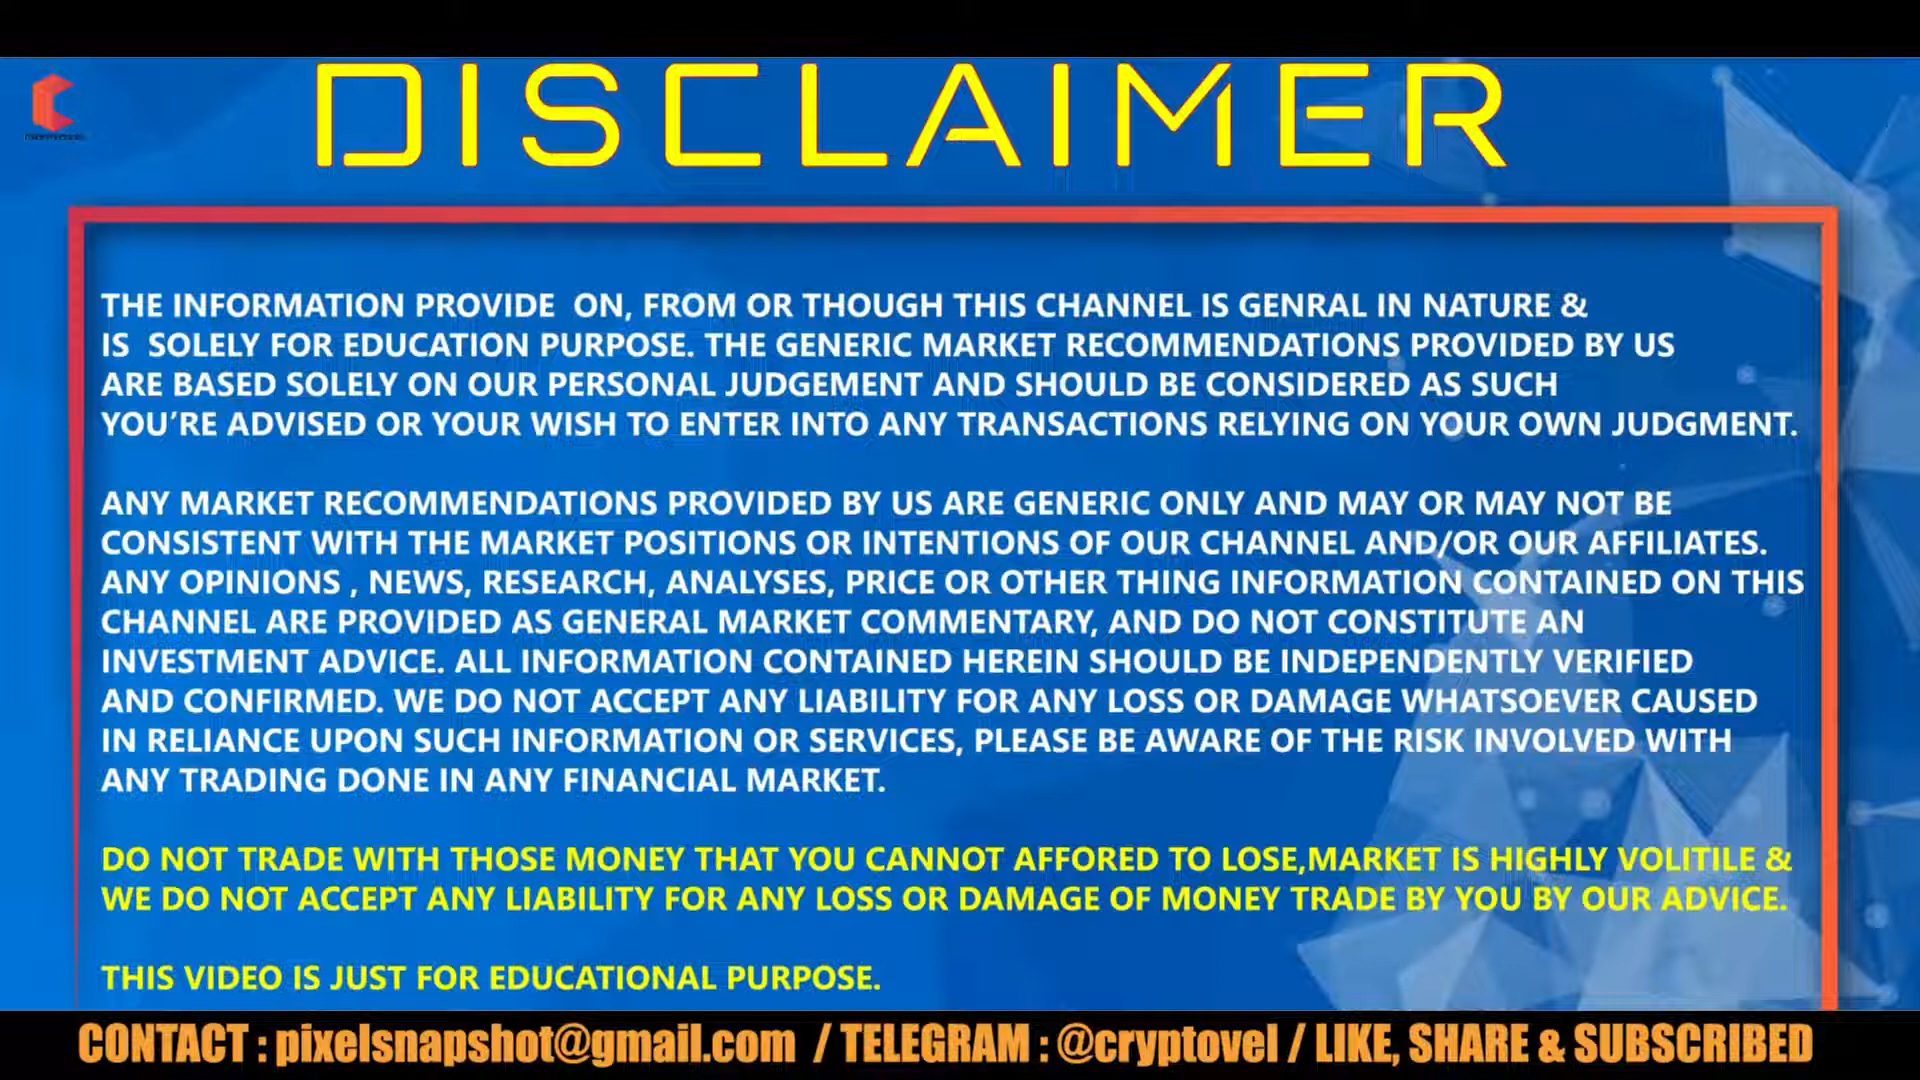 DISCLAIMER
THE INFORMATION PROVIDE ON, FROM OR THOUGH THIS CHANNEL IS GENRAL IN NATURE &
IS SOLELY FOR EDUCATION PURPOSE. THE GENERIC MARKET RECOMMENDATIONS PROVIDED BY US
ARE BASED SOLELY ON OUR PERSONAL JUDGEMENT AND SHOULD BE CONSIDERED AS SUCH
YOU’RE ADVISED OR YOUR WISH TO ENTER INTO ANY TRANSACTIONS RELYING ON YOUR OWN JUDGMENT.
ANY MARKET RECOMMENDATIONS PROVIDED BY US ARE GENERIC ONLY AND MAY OR MAY NOT BE
CONSISTENT WITH THE MARKET POSITIONS OR INTENTIONS OF OUR CHANNEL AND/OR OUR AFFILIATES.
ANY OPINIONS , NEWS, RESEARCH, ANALYSES, PRICE OR OTHER THING INFORMATION CONTAINED ON THIS
CHANNEL ARE PROVIDED AS GENERAL MARKET COMMENTARY, AND DO NOT CONSTITUTE AN
INVESTMENT ADVICE. ALL INFORMATION CONTAINED HEREIN SHOULD BE INDEPENDENTLY VERIFIED
AND CONFIRMED. WE DO NOT ACCEPT ANY LIABILITY FOR ANY LOSS OR DAMAGE WHATSOEVER CAUSED
IN RELIANCE UPON SUCH INFORMATION OR SERVICES, PLEASE BE AWARE OF THE RISK INVOLVED WITH
ANY TRADING DONE IN ANY FINANCIAL MARKET.
DO NOT TRADE WITH THOSE MONEY THAT YOU CANNOT AFFORED TO LOSE,MARKET IS HIGHLY VOLITILE &
WE DO NOT ACCEPT ANY LIABILITY FOR ANY LOSS OR DAMAGE OF MONEY TRADE BY YOU BY OUR ADVICE.
THIS VIDEO IS JUST FOR EDUCATIONAL PURPOSE.
CONTACT : pixelsnapshot@gmail.com / TELEGRAM : @cryptovel / LIKE, SHARE & SUBSCRIBED